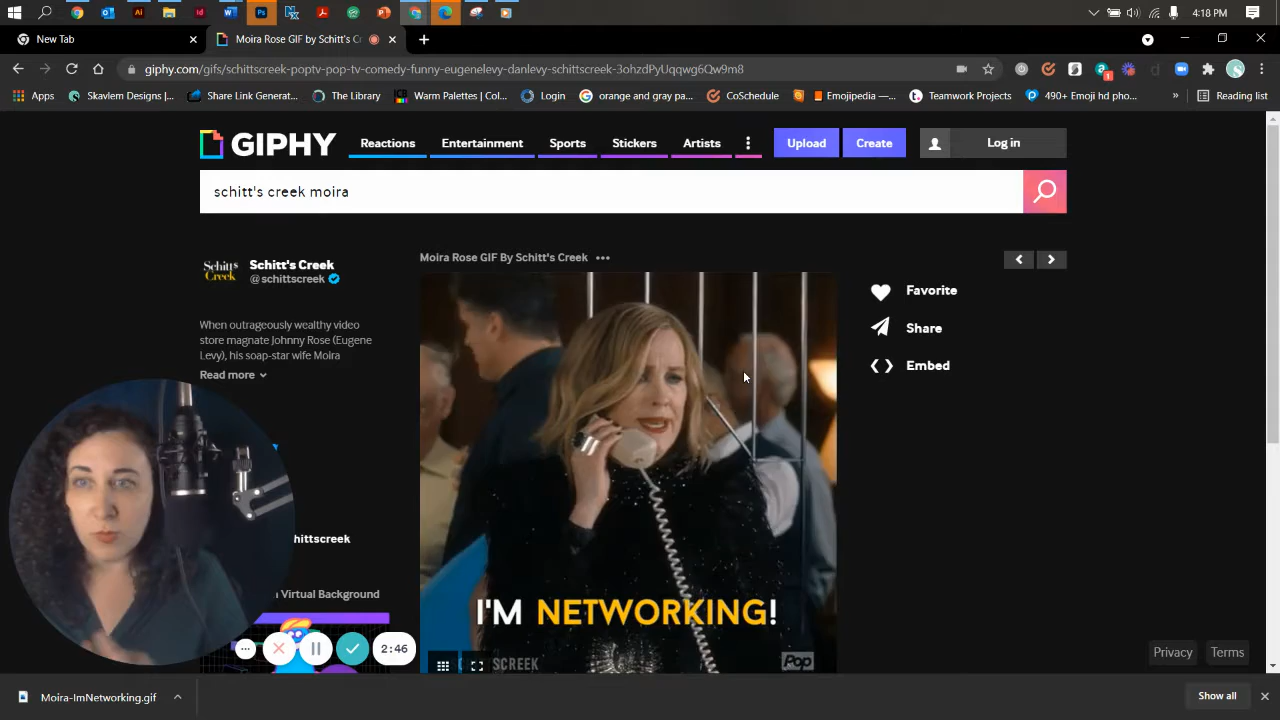 4:18 PM
New Tab
Moira Rose GIF by Schitt's Cr
giphy.com/gifs/schittscreek-poptv-pop-tv-comedy-funny-eugenelevy-danlevy-schittscreek-3ohzdPyUqqwg6Qw9m8
Apps
Skavlem Designs |...
Share Link Generat...
The Library
Warm Palettes | Col...
Login
orange and gray pa...
CoSchedule
Emojipedia —...
Teamwork Projects
490+ Emoji hd pho...
»
Reading list
GIPHY
Reactions
Entertainment
Sports
Stickers
Artists
Upload
Create
Log in
schitt's creek moira
Schitt's Creek
Schitt's Creek
@schittscreek
Moira Rose GIF By Schitt's Creek
When outrageously wealthy video
store magnate Johnny Rose (Eugene
Levy), his soap-star wife Moira
Read more
Favorite
Share
Embed
hittscreek
Virtual Background
I'M NETWORKING!
SCREEK
Pop
2:46
Privacy
Terms
Moira-ImNetworking.gif
Show all